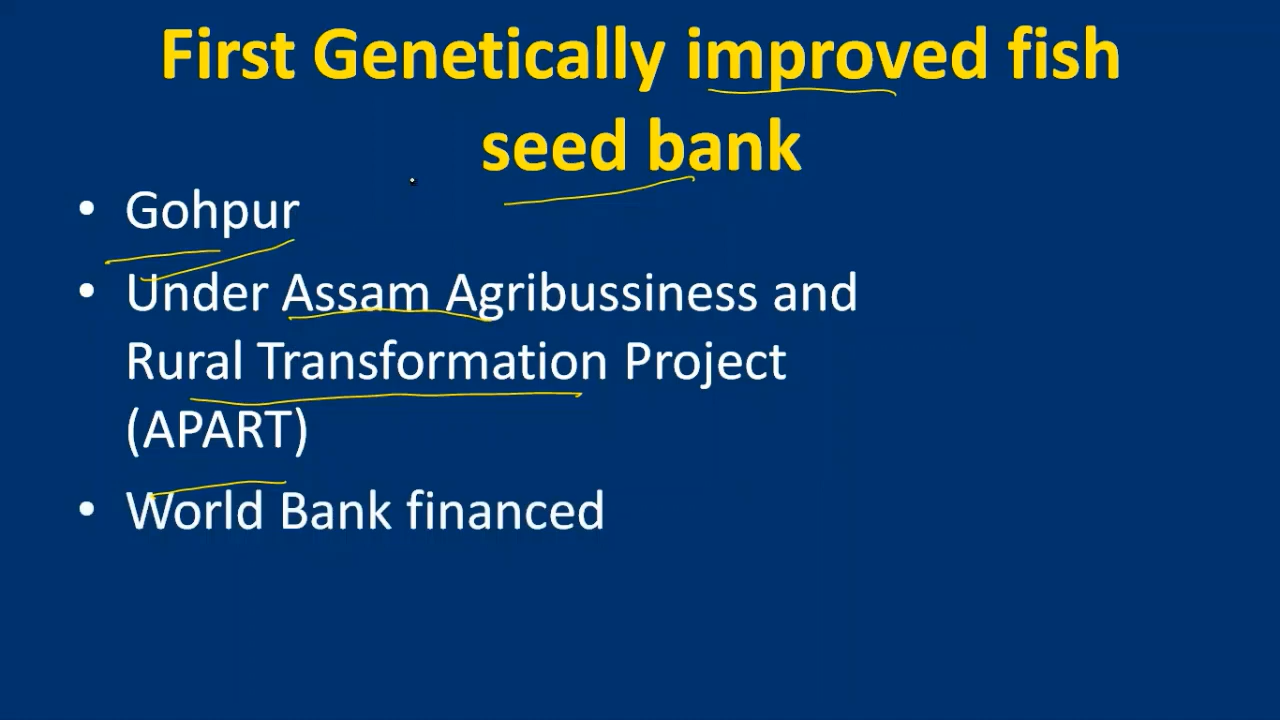 First Genetically improved fish
seed bank
• Gohpur
• Under Assam Agribussiness and
Rural Transformation Project
(APART)
• World Bank financed